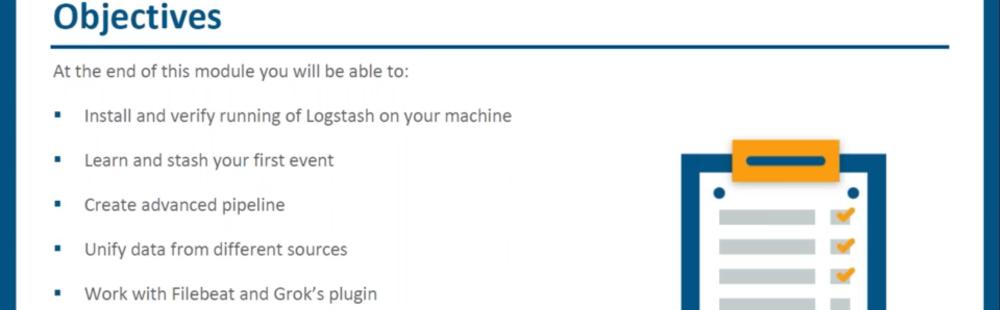 Objectives
At the end of this module you will be able to:
▪ Install and verify running of Logstash on your machine
▪ Learn and stash your first event
▪ Create advanced pipeline
▪ Unify data from different sources
▪ Work with Filebeat and Grok’s plugin